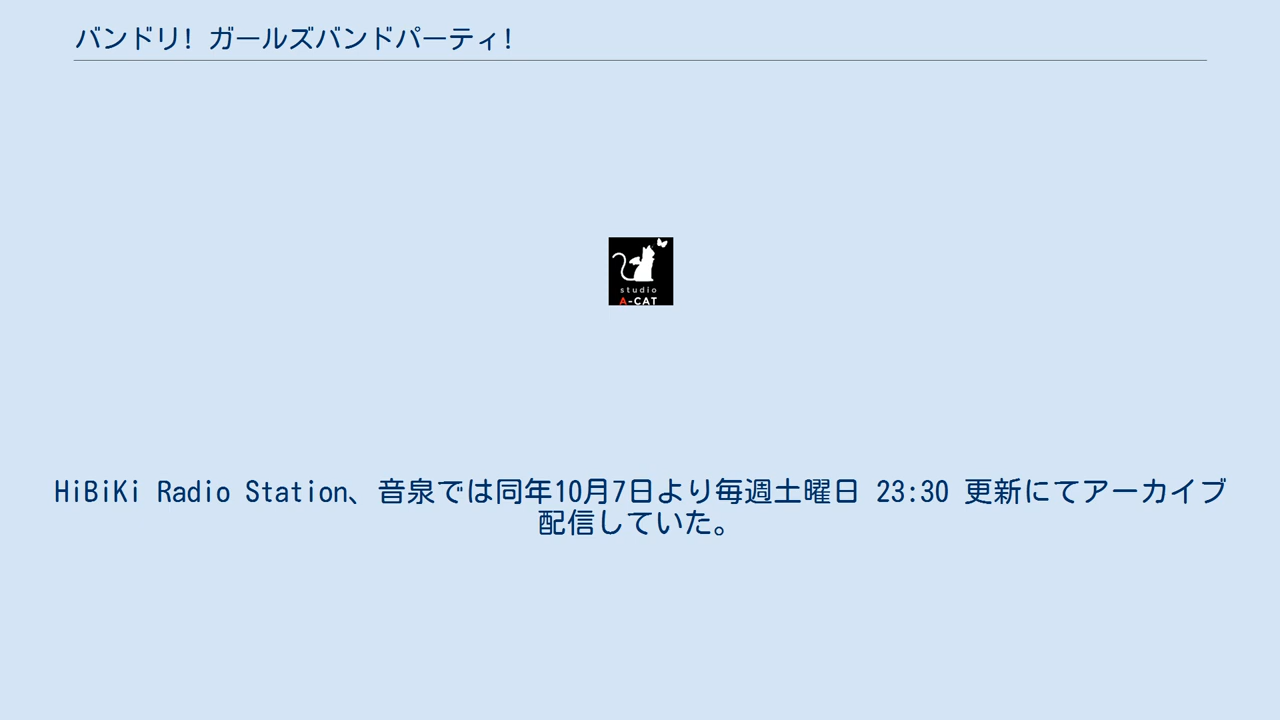 バンドリ! ガールズバンドパーティ!
studio
A-CAT
HiBiKi Radio Station、音泉では同年10月7日より毎週土曜日 23:30 更新にてアーカイブ
配信していた。